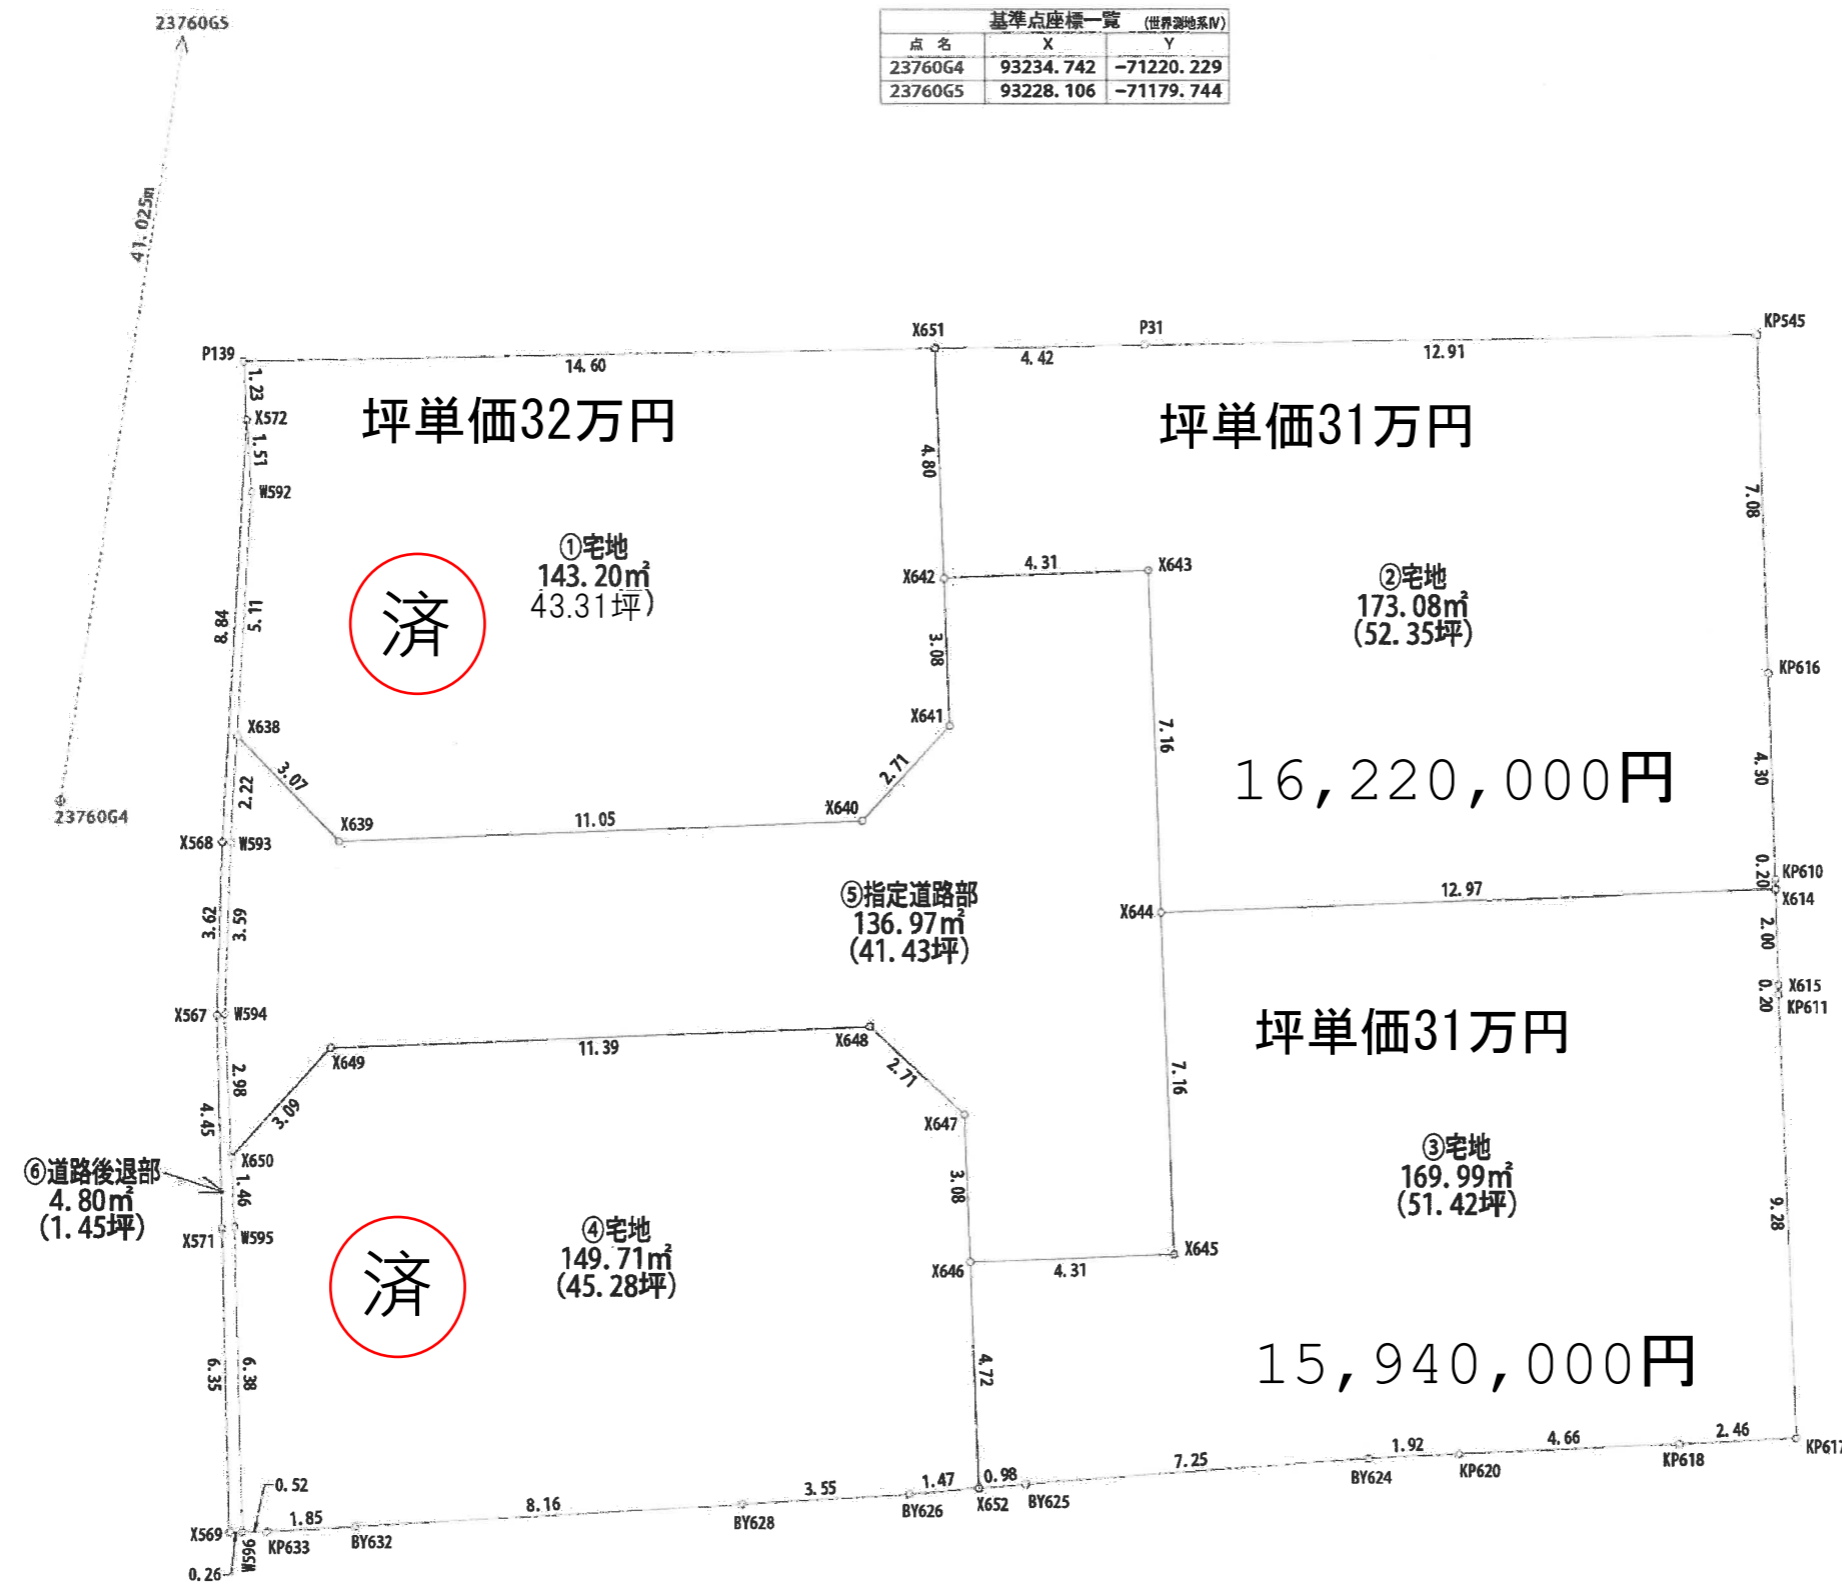 23760G5
基準点座標一覧 (世界測地系Ⅳ)
点 名 X Y
23760G4 93234.742 -71220.229
23760G5 93228.106 -71179.744
41.025m
23760G4
P139
14.60
X651
4.42
P31
12.91
KP545
1.23
X572
1.51
W592
坪単価32万円
坪単価31万円
4.80
7.08
①宅地
143.20㎡
43.31坪)
済
8.84
5.11
X642
4.31
X643
②宅地
173.08㎡
(52.35坪)
3.08
KP616
X641
X638
7.16
3.07
2.71
2.22
16,220,000円
4.30
X639
11.05
X640
X568
W593
0.20
KP610
X614
12.97
X644
⑤指定道路部
136.97㎡
(41.43坪)
3.62
3.59
2.00
X615
0.20
KP611
X567
W594
坪単価31万円
X649
11.39
X648
2.98
3.09
2.71
7.16
4.45
X647
X650
⑥道路後退部
4.80㎡
(1.45坪)
1.46
3.08
③宅地
169.99㎡
(51.42坪)
9.28
X571
W595
④宅地
149.71㎡
(45.28坪)
済
X646
4.31
X645
6.35
6.38
4.72
15,940,000円
0.52
X569
W596
0.26
KP633
1.85
BY632
8.16
BY628
3.55
BY626
1.47
X652
0.98
BY625
7.25
BY624
1.92
KP620
4.66
KP618
2.46
KP617